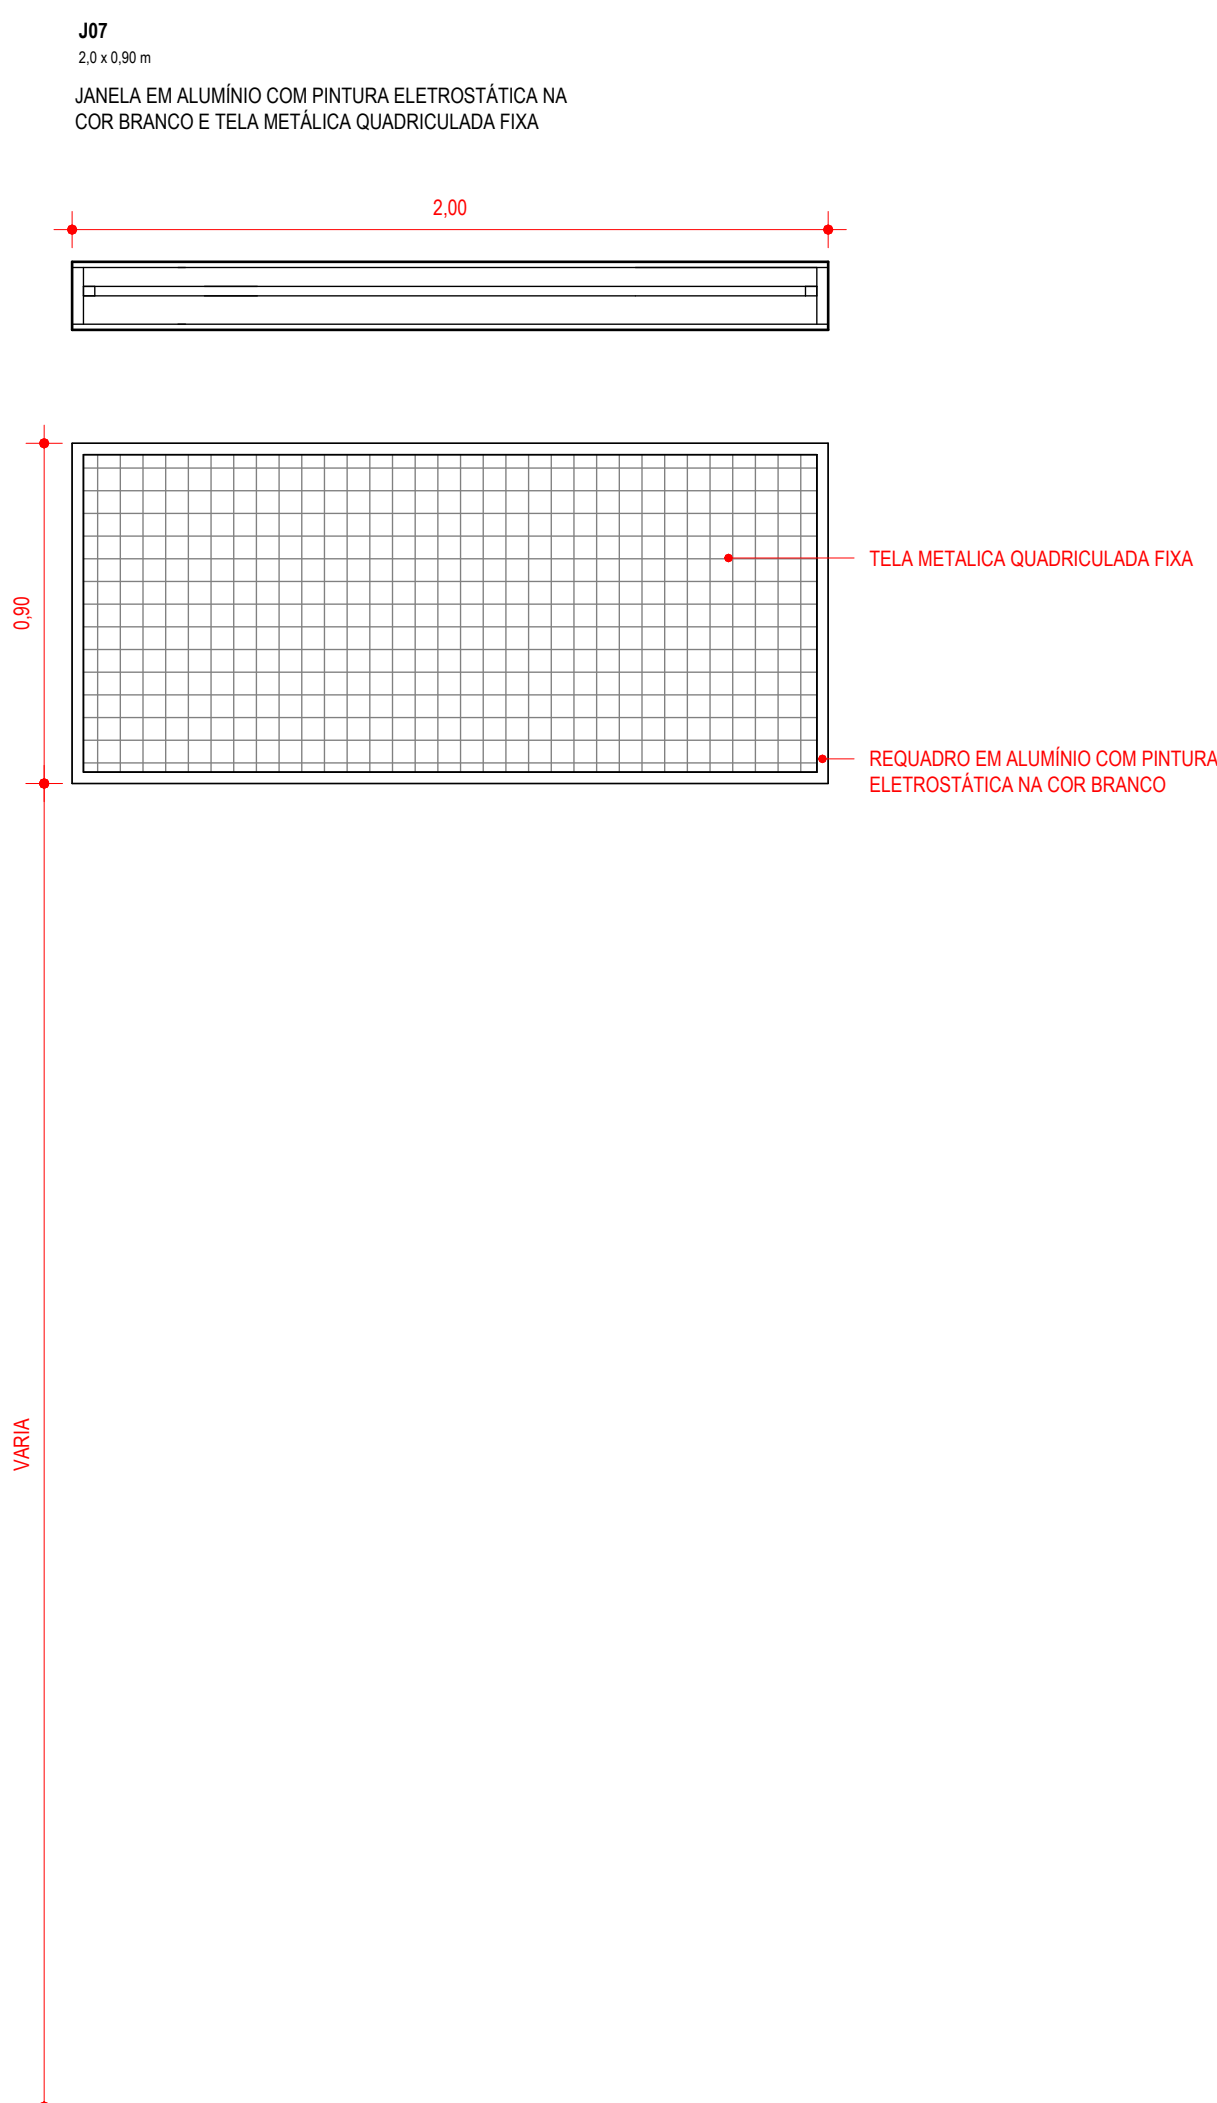 J07
2,0 x 0,90 m
JANELA EM ALUMÍNIO COM PINTURA ELETROSTÁTICA NA
COR BRANCO E TELA METÁLICA QUADRICULADA FIXA
2,00
0,90
TELA METALICA QUADRICULADA FIXA
REQUADRO EM ALUMÍNIO COM PINTURA
ELETROSTÁTICA NA COR BRANCO
VARIA